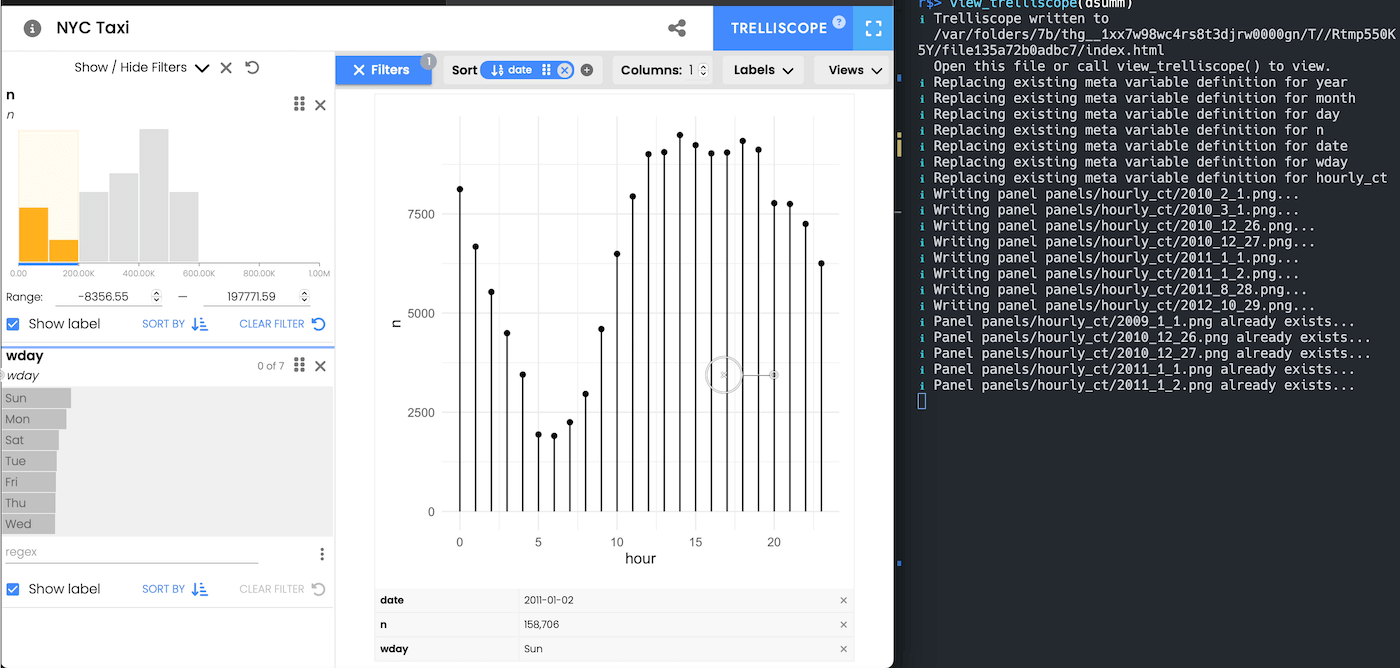 NYC Taxi
TRELLISCOPE ?
Show / Hide Filters
Filters 1
Sort date
Columns: 1
Labels
Views
n
n
0.00 200.00K 400.00K 600.00K 800.00K 1.00M
Range: -8356.55 — 197771.59
Show label SORT BY CLEAR FILTER
wday
wday
0 of 7
Sun
Mon
Sat
Tue
Fri
Thu
Wed
regex
Show label SORT BY CLEAR FILTER
n
7500
5000
2500
0
0 5 10 15 20
hour
date 2011-01-02
n 158,706
wday Sun
r$> view_trelliscope(dsumm)
i Trelliscope written to
/var/folders/7b/thg__1xx7w98wc4rs8t3djrw0000gn/T//Rtmp550K
5Y/file135a72b0adbc7/index.html
Open this file or call view_trelliscope() to view.
i Replacing existing meta variable definition for year
i Replacing existing meta variable definition for month
i Replacing existing meta variable definition for day
i Replacing existing meta variable definition for n
i Replacing existing meta variable definition for date
i Replacing existing meta variable definition for wday
i Replacing existing meta variable definition for hourly_ct
i Writing panel panels/hourly_ct/2010_2_1.png...
i Writing panel panels/hourly_ct/2010_3_1.png...
i Writing panel panels/hourly_ct/2010_12_26.png...
i Writing panel panels/hourly_ct/2010_12_27.png...
i Writing panel panels/hourly_ct/2011_1_1.png...
i Writing panel panels/hourly_ct/2011_1_2.png...
i Writing panel panels/hourly_ct/2011_8_28.png...
i Writing panel panels/hourly_ct/2012_10_29.png...
i Panel panels/hourly_ct/2009_1_1.png already exists...
i Panel panels/hourly_ct/2010_12_26.png already exists...
i Panel panels/hourly_ct/2010_12_27.png already exists...
i Panel panels/hourly_ct/2011_1_1.png already exists...
i Panel panels/hourly_ct/2011_1_2.png already exists...